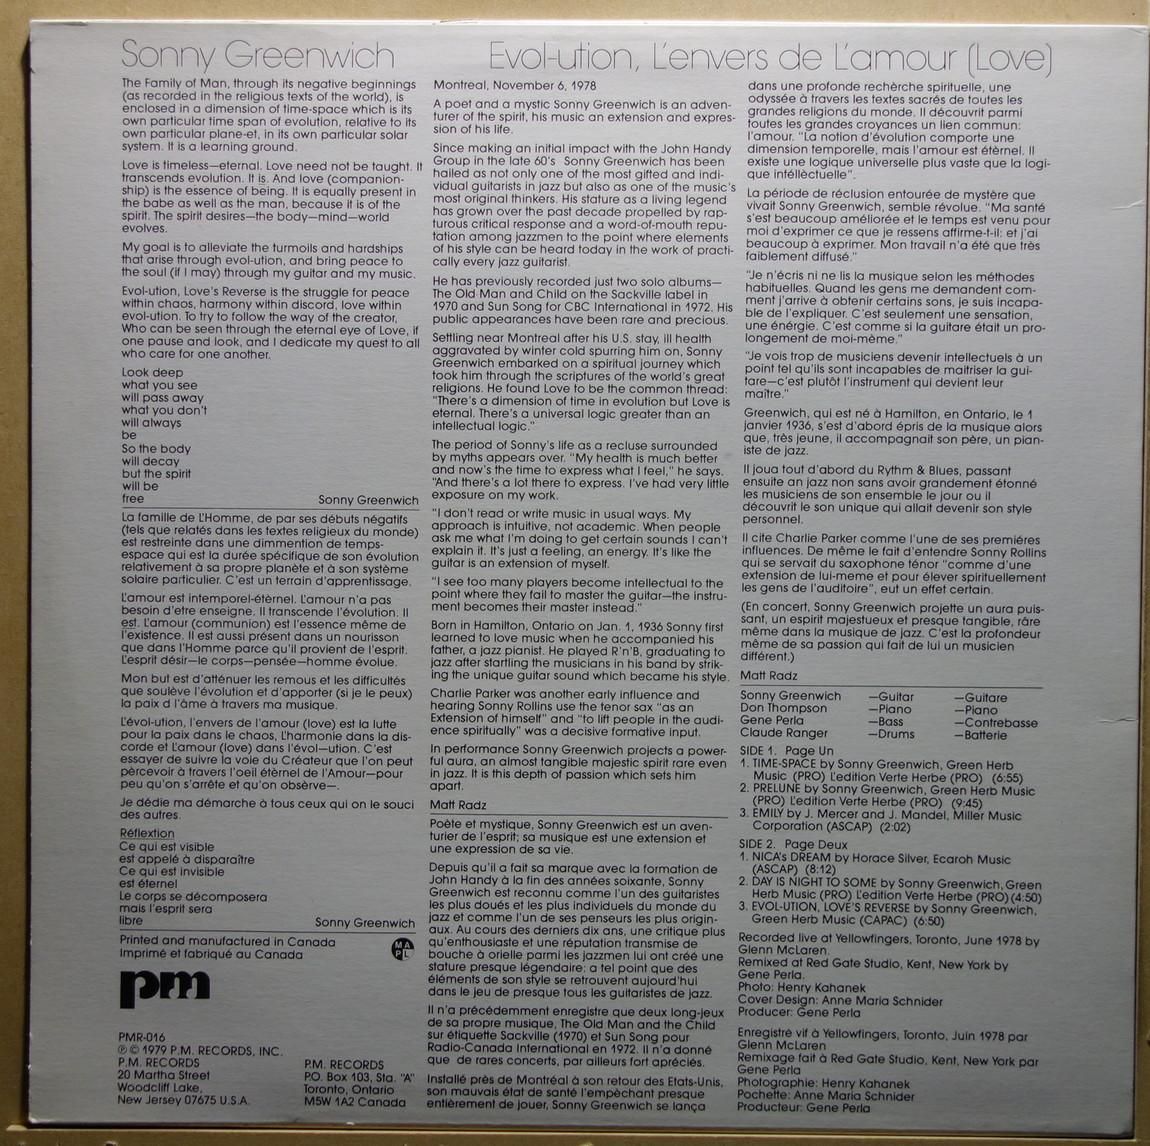 Sonny Greenwich
Evol-ution, L'envers de L'amour (Love)
The Family of Man, through its negative beginnings
(as recorded in the religious texts of the world), is
enclosed in a dimension of time-space which is its
own particular time span of evolution, relative to its
own particular plane-et, in its own particular solar
system. It is a learning ground.
Love is timeless—eternal. Love need not be taught. It
transcends evolution. It is. And love (companion-
ship) is the essence of being. It is equally present in
the babe as well as the man, because it is of the
spirit. The spirit desires—the body—mind—world
evolves.
My goal is to alleviate the turmoils and hardships
that arise through evol-ution, and bring peace to
the soul (if I may) through my guitar and my music.
Evol-ution, Love's Reverse is the struggle for peace
within chaos, harmony within discord, love within
evol-ution. To try to follow the way of the creator,
Who can be seen through the eternal eye of Love, if
one pause and look, and I dedicate my quest to all
who care for one another.
Look deep
what you see
will pass away
what you don't
will always
be
So the body
will decay
but the spirit
will be
free Sonny Greenwich
La famille de L'Homme, de par ses débuts négatifs
(tels que relatés dans les textes religieux du monde)
est restreinte dans une dimmention de temps-
espace qui est la durée spécifique de son évolution
relativement à sa propre planète et à son système
solaire particulier. C'est un terrain d'apprentissage.
L'amour est intemporel-étèrnel. L'amour n'a pas
besoin d'etre enseigne. Il transcende l'évolution. Il
est. L'amour (communion) est l'essence même de
l'existence. Il est aussi présent dans un nourisson
que dans l'Homme parce qu'il provient de l'esprit.
L'esprit désir—le corps—pensée—homme évolue.
Mon but est d'atténuer les remous et les difficultés
que soulève l'évolution et d'apporter (si je le peux)
la paix d l'âme à travers ma musique.
L'évol-ution, l'envers de l'amour (love) est la lutte
pour la paix dans le chaos, L'harmonie dans la dis-
corde et L'amour (love) dans l'évol—ution. C'est
essayer de suivre la voie du Créateur que l'on peut
pèrcevoir à travers l'oeil étèrnel de l'Amour—pour
peu qu'on s'arrête et qu'on obsèrve—.
Je dédie ma démarche à tous ceux qui on le souci
des autres.
Réflextion
Ce qui est visible
est appelé à disparaître
Ce qui est invisible
est éternel
Le corps se décomposera
mais l'esprit sera
libre Sonny Greenwich
Printed and manufactured in Canada
Imprimé et fabriqué au Canada
MA
PL
pm
PMR-016
℗ © 1979 P.M. RECORDS, INC.
P.M. RECORDS
20 Martha Street
Woodcliff Lake,
New Jersey 07675 U.S.A.
P.M. RECORDS
P.O. Box 103, Sta. "A"
Toronto, Ontario
M5W 1A2 Canada
Montreal, November 6, 1978
A poet and a mystic Sonny Greenwich is an adven-
turer of the spirit, his music an extension and expres-
sion of his life.
Since making an initial impact with the John Handy
Group in the late 60's Sonny Greenwich has been
hailed as not only one of the most gifted and indi-
vidual guitarists in jazz but also as one of the music's
most original thinkers. His stature as a living legend
has grown over the past decade propelled by rap-
turous critical response and a word-of-mouth repu-
tation among jazzmen to the point where elements
of his style can be heard today in the work of practi-
cally every jazz guitarist.
He has previously recorded just two solo albums—
The Old Man and Child on the Sackville label in
1970 and Sun Song for CBC International in 1972. His
public appearances have been rare and precious.
Settling near Montreal after his U.S. stay, ill health
aggravated by winter cold spurring him on, Sonny
Greenwich embarked on a spiritual journey which
took him through the scriptures of the world's great
religions. He found Love to be the common thread:
"There's a dimension of time in evolution but Love is
eternal. There's a universal logic greater than an
intellectual logic."
The period of Sonny's life as a recluse surrounded
by myths appears over. "My health is much better
and now's the time to express what I feel," he says.
"And there's a lot there to express. I've had very little
exposure on my work.
"I don't read or write music in usual ways. My
approach is intuitive, not academic. When people
ask me what I'm doing to get certain sounds I can't
explain it. It's just a feeling, an energy. It's like the
guitar is an extension of myself.
"I see too many players become intellectual to the
point where they fail to master the guitar—the instru-
ment becomes their master instead."
Born in Hamilton, Ontario on Jan. 1, 1936 Sonny first
learned to love music when he accompanied his
father, a jazz pianist. He played R'n'B, graduating to
jazz after startling the musicians in his band by strik-
ing the unique guitar sound which became his style.
Charlie Parker was another early influence and
hearing Sonny Rollins use the tenor sax "as an
Extension of himself" and "to lift people in the audi-
ence spiritually" was a decisive formative input.
In performance Sonny Greenwich projects a power-
ful aura, an almost tangible majestic spirit rare even
in jazz. It is this depth of passion which sets him
apart.
Matt Radz
Poète et mystique, Sonny Greenwich est un aven-
turier de l'esprit; sa musique est une extension et
une expression de sa vie.
Depuis qu'il a fait sa marque avec la formation de
John Handy à la fin des années soixante, Sonny
Greenwich est reconnu comme l'un des guitaristes
les plus doués et les plus individuels du monde du
jazz et comme l'un de ses penseurs les plus origin-
aux. Au cours des derniers dix ans, une critique plus
qu'enthousiaste et une réputation transmise de
bouche à orielle parmi les jazzmen lui ont créé une
stature presque légendaire: a tel point que des
éléments de son style se retrouvent aujourd'hui
dans le jeu de presque tous les guitaristes de jazz.
Il n'a précédemment enregistre que deux long-jeux
de sa propre musique, The Old Man and the Child
sur étiquette Sackville (1970) et Sun Song pour
Radio-Canada International en 1972. Il n'a donné
que de rares concerts, par ailleurs fort apréciés.
Installé près de Montréal à son retour des Etats-Unis,
son mauvais état de santé l'empêchant presque
entièrement de jouer, Sonny Greenwich se lança
dans une profonde rechèrche spirituelle, une
odyssée à travers les textes sacrés de toutes les
grandes religions du monde. Il découvrit parmi
toutes les grandes croyances un lien commun:
l'amour. "La notion d'évolution comporte une
dimension temporelle, mais l'amour est étèrnel. Il
existe une logique universelle plus vaste que la logi-
que intéllèctuelle".
La période de réclusion entourée de mystère que
vivait Sonny Greenwich, semble révolue. "Ma santé
s'est beaucoup améliorée et le temps est venu pour
moi d'exprimer ce que je ressens affirme-t-il: et j'ai
beaucoup à exprimer. Mon travail n'a été que très
faiblement diffusé."
"Je n'écris ni ne lis la musique selon les méthodes
habituelles. Quand les gens me demandent com-
ment j'arrive à obtenir certains sons, je suis incapa-
ble de l'expliquer. C'est seulement une sensation,
une énérgie. C'est comme si la guitare était un pro-
longement de moi-même."
"Je vois trop de musiciens devenir intellectuels à un
point tel qu'ils sont incapables de maitriser la gui-
tare—c'est plutôt l'instrument qui devient leur
maître."
Greenwich, qui est né à Hamilton, en Ontario, le 1
janvier 1936, s'est d'abord épris de la musique alors
que, très jeune, il accompagnait son père, un pian-
iste de jazz.
Il joua tout d'abord du Rythm & Blues, passant
ensuite an jazz non sans avoir grandement étonné
les musiciens de son ensemble le jour ou il
découvrit le son unique qui allait devenir son style
personnel.
Il cite Charlie Parker comme l'une de ses premiéres
influences. De même le fait d'entendre Sonny Rollins
qui se servait du saxophone ténor "comme d'une
extension de lui-meme et pour élever spirituellement
les gens de l'auditoire", eut un effet certain.
(En concert, Sonny Greenwich projette un aura puis-
sant, un espirit majestueux et presque tangible, râre
même dans la musique de jazz. C'est la profondeur
même de sa passion qui fait de lui un musicien
différent.)
Matt Radz
Sonny Greenwich —Guitar —Guitare
Don Thompson —Piano —Piano
Gene Perla —Bass —Contrebasse
Claude Ranger —Drums —Batterie
SIDE 1. Page Un
1. TIME-SPACE by Sonny Greenwich, Green Herb
Music (PRO) L'edition Verte Herbe (PRO) (6:55)
2. PRELUNE by Sonny Greenwich, Green Herb Music
(PRO) L'edition Verte Herbe (PRO) (9:45)
3. EMILY by J. Mercer and J. Mandel, Miller Music
Corporation (ASCAP) (2:02)
SIDE 2. Page Deux
1. NICA's DREAM by Horace Silver, Ecaroh Music
(ASCAP) (8:12)
2. DAY IS NIGHT TO SOME by Sonny Greenwich, Green
Herb Music (PRO) L'edition Verte Herbe (PRO) (4:50)
3. EVOL-UTION, LOVE'S REVERSE by Sonny Greenwich,
Green Herb Music (CAPAC) (6:50)
Recorded live at Yellowfingers, Toronto, June 1978 by
Glenn McLaren.
Remixed at Red Gate Studio, Kent, New York by
Gene Perla.
Photo: Henry Kahanek
Cover Design: Anne Maria Schnider
Producer: Gene Perla
Enregistré vif à Yellowfingers, Toronto, Juin 1978 par
Glenn McLaren
Remixage fait à Red Gate Studio, Kent, New York par
Gene Perla
Photographie: Henry Kahanek
Pochette: Anne Maria Schnider
Producteur: Gene Perla